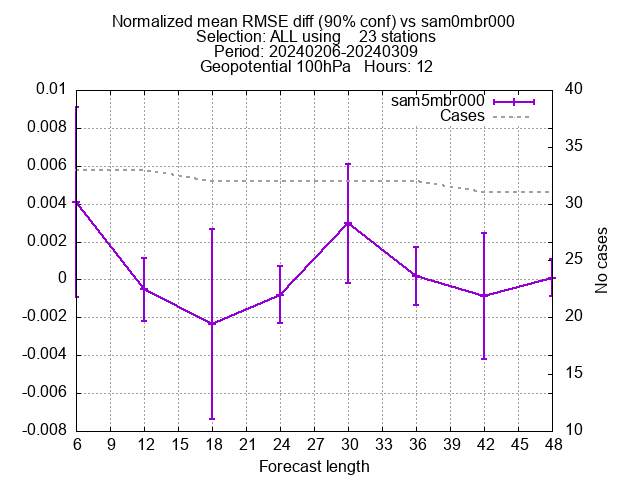 Normalized mean RMSE diff (90% conf) vs sam0mbr000
Selection: ALL using    23 stations
Period: 20240206-20240309
Geopotential 100hPa   Hours: 12
sam5mbr000
Cases
0.01
0.008
0.006
0.004
0.002
0
-0.002
-0.004
-0.006
-0.008
40
35
30
25
20
15
10
No cases
6 9 12 15 18 21 24 27 30 33 36 39 42 45 48
Forecast length